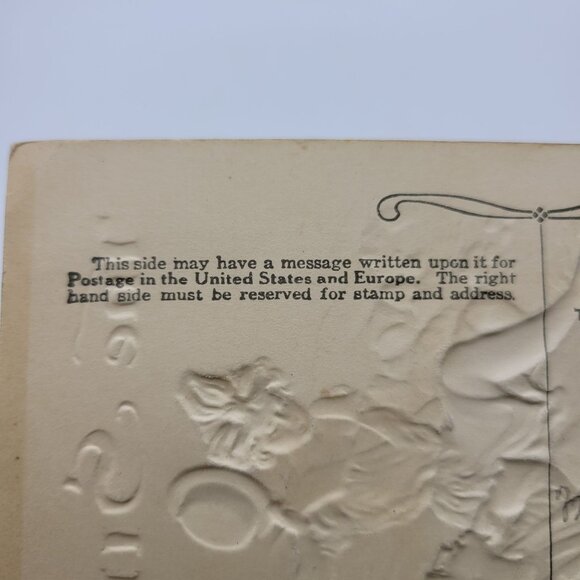 This side may have a message written upon it for
Postage in the United States and Europe. The right
hand side must be reserved for stamp and address.